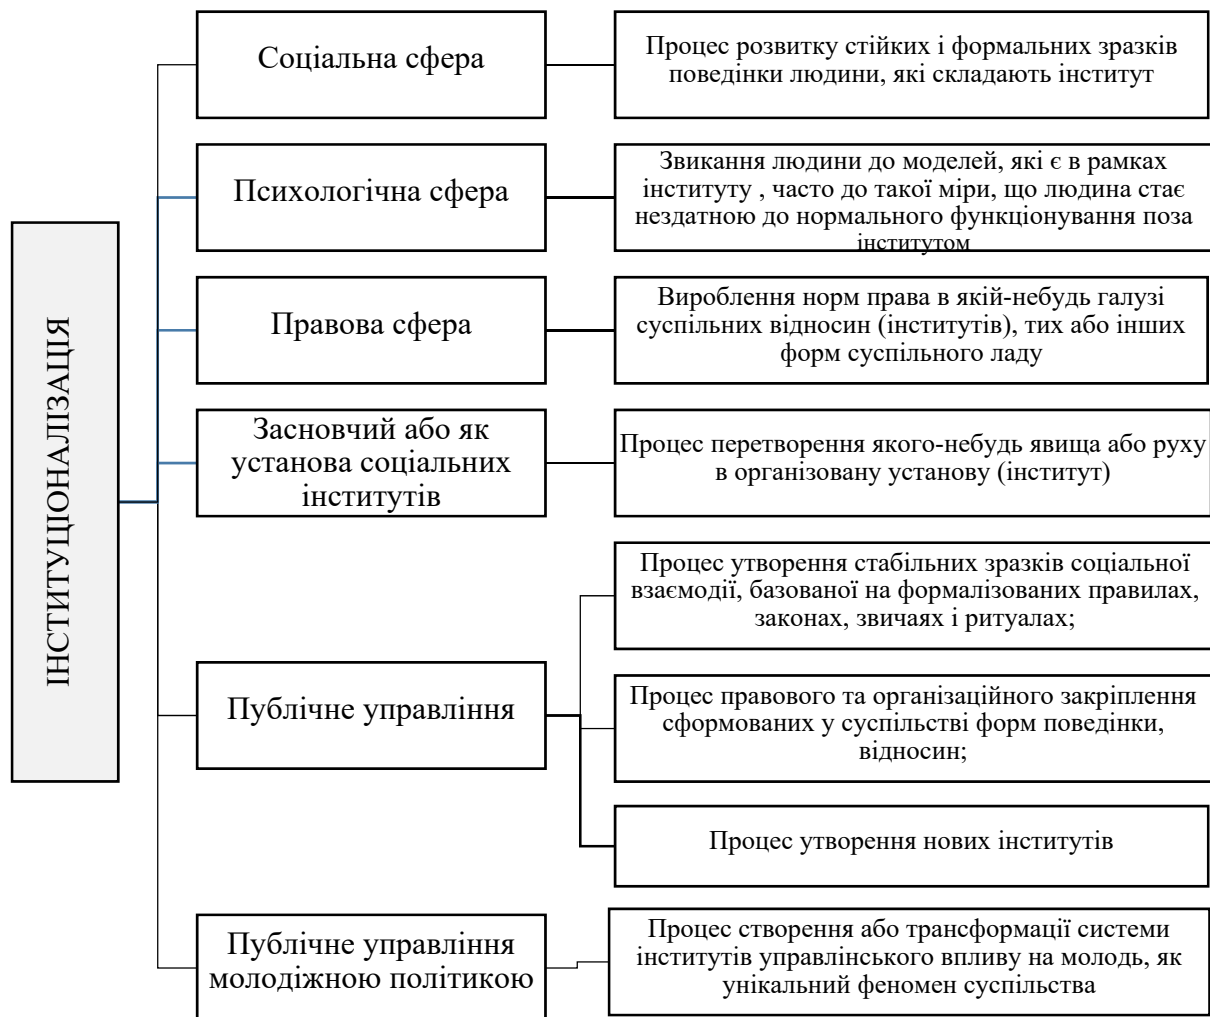 ІНСТИТУЦІОНАЛІЗАЦІЯ
Соціальна сфера
Процес розвитку стійких і формальних зразків
поведінки людини, які складають інститут
Психологічна сфера
Звикання людини до моделей, які є в рамках
інституту , часто до такої міри, що людина стає
нездатною до нормального функціонування поза
інститутом
Правова сфера
Вироблення норм права в якій-небудь галузі
суспільних відносин (інститутів), тих або інших
форм суспільного ладу
Засновчий або як
установа соціальних
інститутів
Процес перетворення якого-небудь явища або руху
в організовану установу (інститут)
Публічне управління
Процес утворення стабільних зразків соціальної
взаємодії, базованої на формалізованих правилах,
законах, звичаях і ритуалах;
Процес правового та організаційного закріплення
сформованих у суспільстві форм поведінки,
відносин;
Процес утворення нових інститутів
Публічне управління
молодіжною політикою
Процес створення або трансформації системи
інститутів управлінського впливу на молодь, як
унікальний феномен суспільства